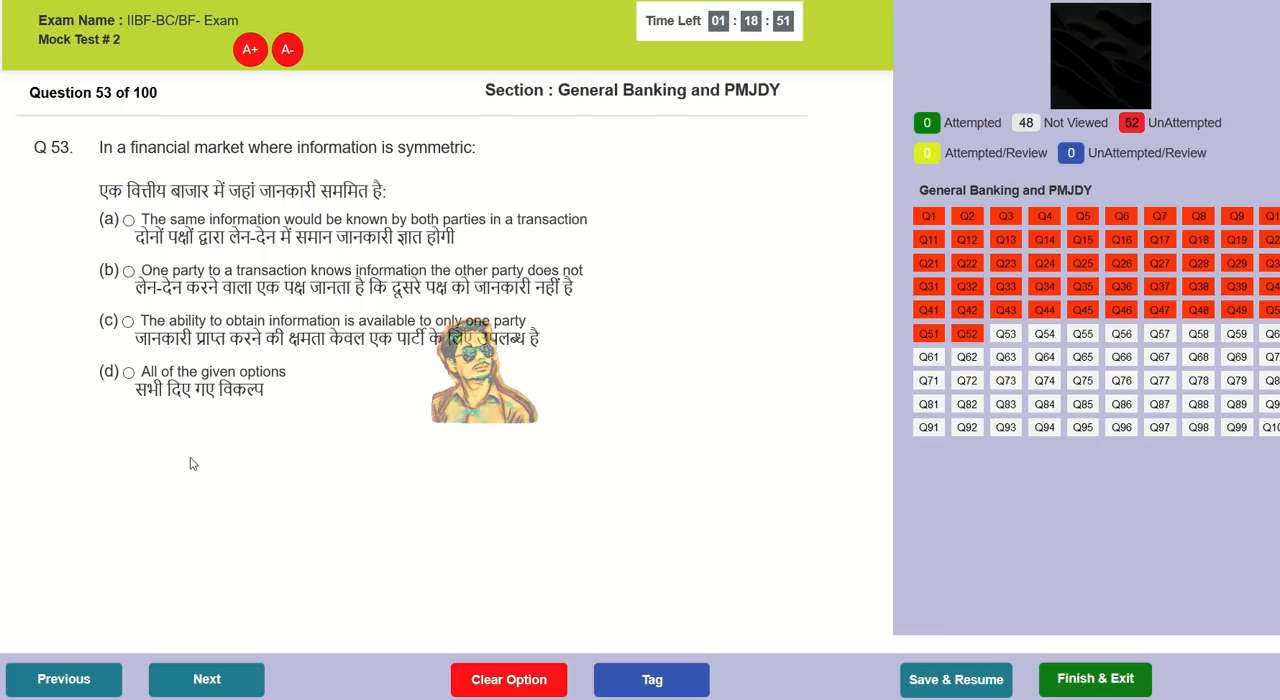 Exam Name : IIBF-BC/BF- Exam
Mock Test # 2
A+ A-
Time Left 01 : 18 : 51
Question 53 of 100
Section : General Banking and PMJDY
Q 53. In a financial market where information is symmetric:
एक वित्तीय बाजार में जहां जानकारी सममित है:
(a) The same information would be known by both parties in a transaction
दोनों पक्षों द्वारा लेन-देन में समान जानकारी ज्ञात होगी
(b) One party to a transaction knows information the other party does not
लेन-देन करने वाला एक पक्ष जानता है कि दूसरे पक्ष को जानकारी नहीं है
(c) The ability to obtain information is available to only one party
जानकारी प्राप्त करने की क्षमता केवल एक पार्टी के लिए उपलब्ध है
(d) All of the given options
सभी दिए गए विकल्प
0 Attempted 48 Not Viewed 52 UnAttempted
0 Attempted/Review 0 UnAttempted/Review
General Banking and PMJDY
Q1 Q2 Q3 Q4 Q5 Q6 Q7 Q8 Q9
Q11 Q12 Q13 Q14 Q15 Q16 Q17 Q18 Q19
Q21 Q22 Q23 Q24 Q25 Q26 Q27 Q28 Q29
Q31 Q32 Q33 Q34 Q35 Q36 Q37 Q38 Q39
Q41 Q42 Q43 Q44 Q45 Q46 Q47 Q48 Q49
Q51 Q52 Q53 Q54 Q55 Q56 Q57 Q58 Q59
Q61 Q62 Q63 Q64 Q65 Q66 Q67 Q68 Q69
Q71 Q72 Q73 Q74 Q75 Q76 Q77 Q78 Q79
Q81 Q82 Q83 Q84 Q85 Q86 Q87 Q88 Q89
Q91 Q92 Q93 Q94 Q95 Q96 Q97 Q98 Q99
Previous Next Clear Option Tag Save & Resume Finish & Exit